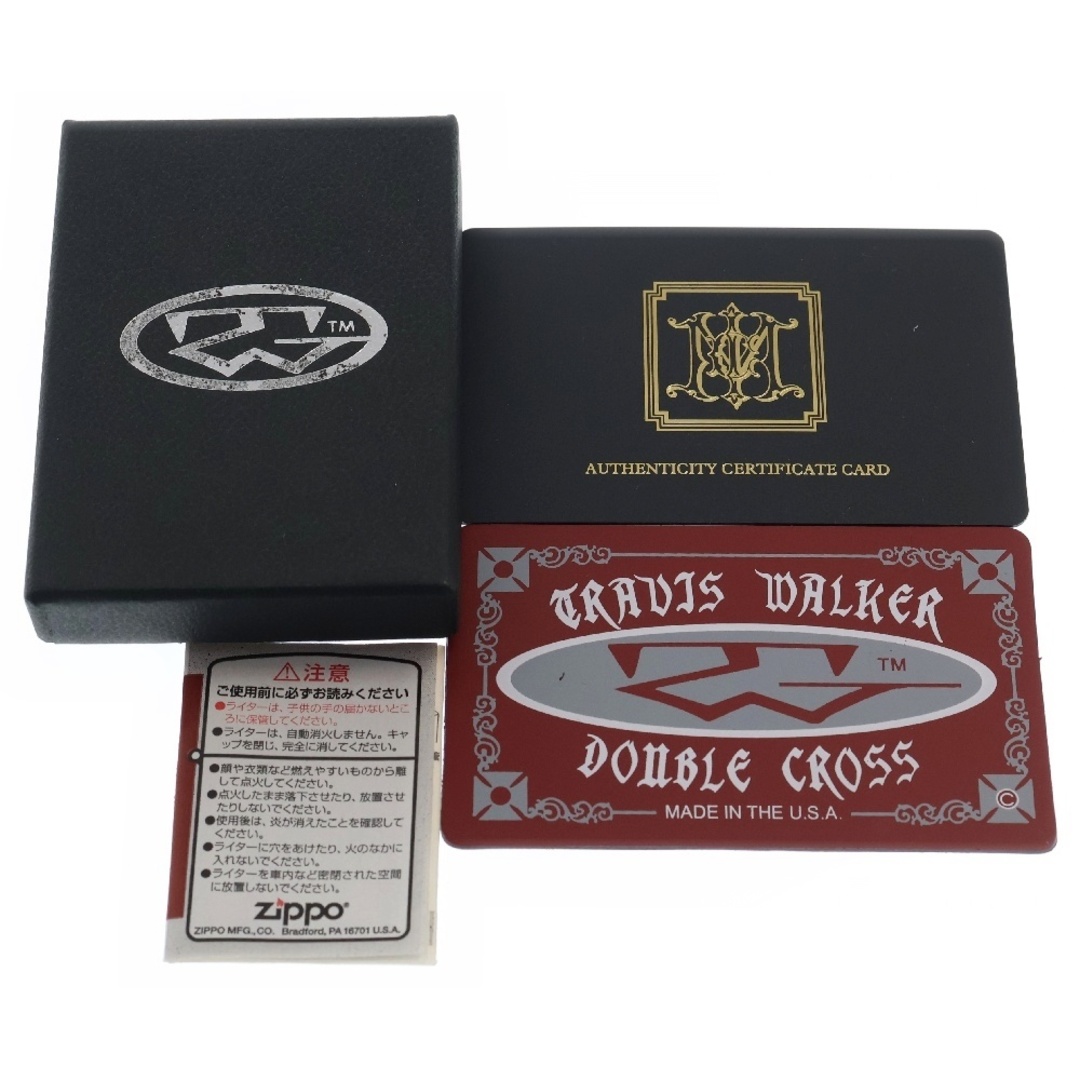 TM
AUTHENTICITY CERTIFICATE CARD
TRAVIS WALKER
TM
DOUBLE CROSS
MADE IN THE U.S.A.
©
⚠注意
ご使用前に必ずお読みください
●ライターは、子供の手の届かないとこ
ろに保管してください。
●ライターは、自動消火しません。キャ
ップを閉じ、完全に消してください。
●顔や衣類など燃えやすいものから離
して点火してください。
●点火したまま落下させたり、放置させ
たりしないでください。
●使用後は、炎が消えたことを確認して
ください。
●ライターに穴をあけたり、火のなかに
入れないでください。
●ライターを車内など密閉された空間
に放置しないでください。
Zippo®
ZIPPO MFG., CO. Bradford, PA 16701 U.S.A.